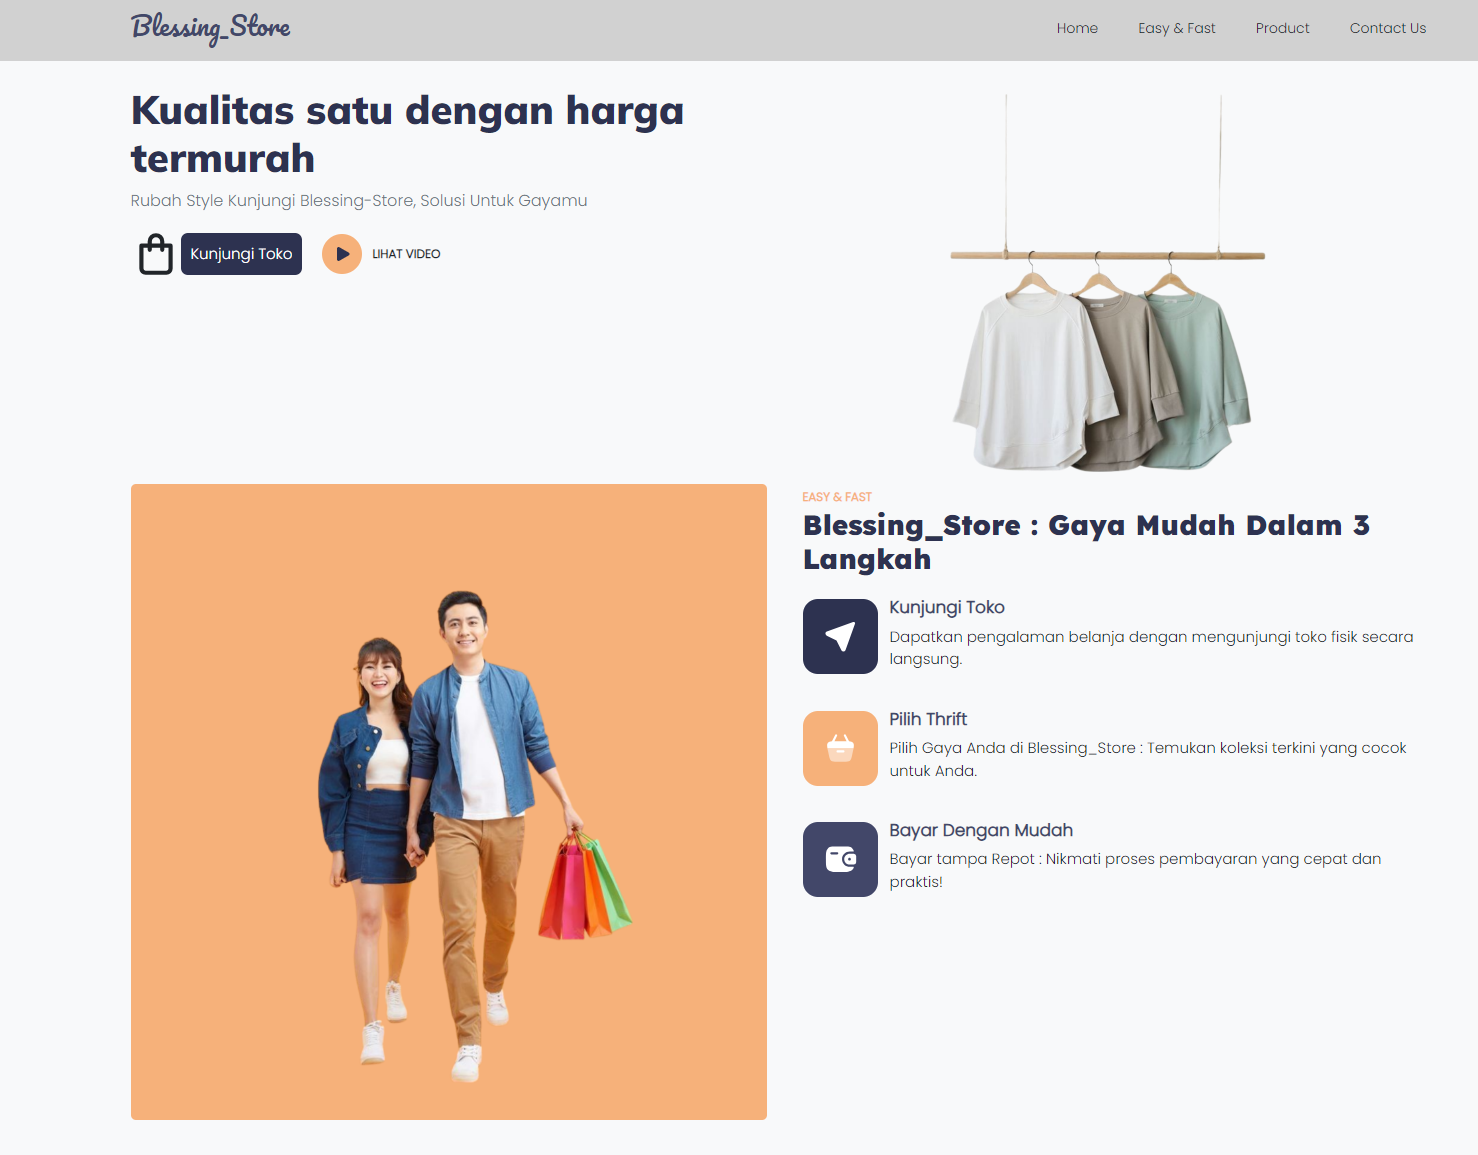 Blessing_Store
Home
Easy & Fast
Product
Contact Us
Kualitas satu dengan harga
termurah
Rubah Style Kunjungi Blessing-Store, Solusi Untuk Gayamu
Kunjungi Toko
LIHAT VIDEO
EASY & FAST
Blessing_Store : Gaya Mudah Dalam 3
Langkah
Kunjungi Toko
Dapatkan pengalaman belanja dengan mengunjungi toko fisik secara
langsung.
Pilih Thrift
Pilih Gaya Anda di Blessing_Store : Temukan koleksi terkini yang cocok
untuk Anda.
Bayar Dengan Mudah
Bayar tampa Repot : Nikmati proses pembayaran yang cepat dan
praktis!